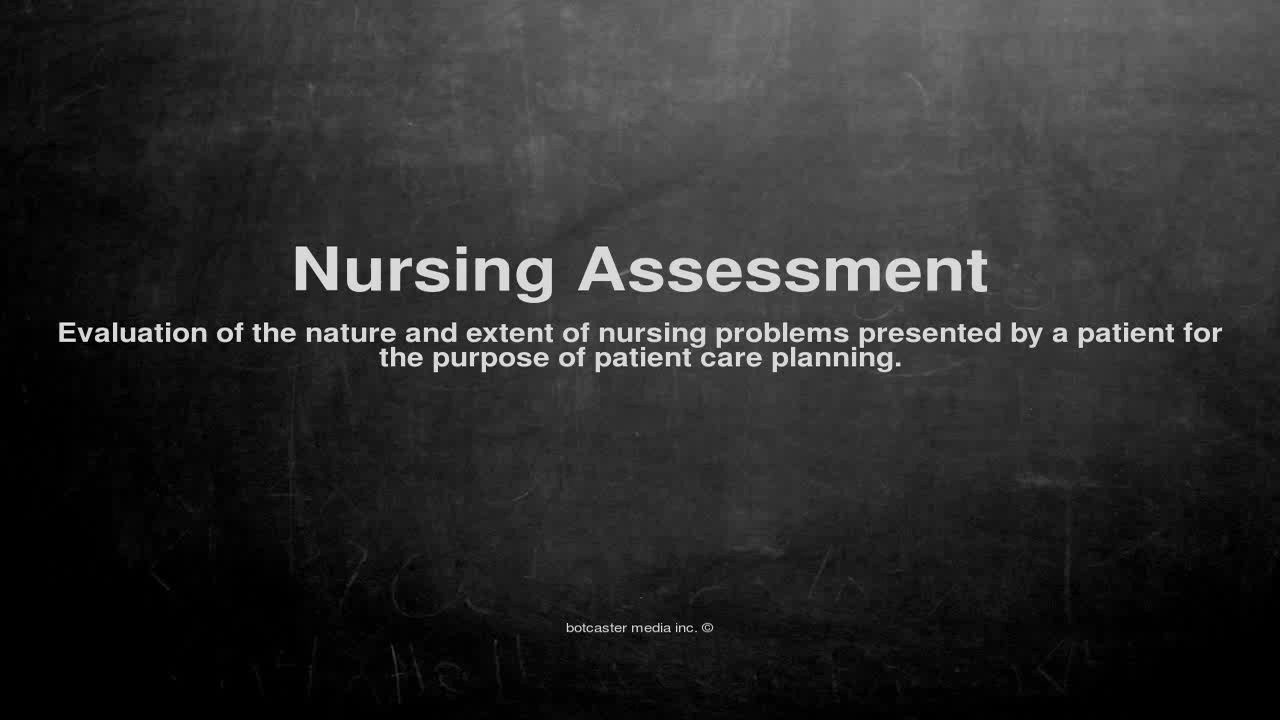 Nursing Assessment
Evaluation of the nature and extent of nursing problems presented by a patient for
the purpose of patient care planning.
botcaster media inc. ©